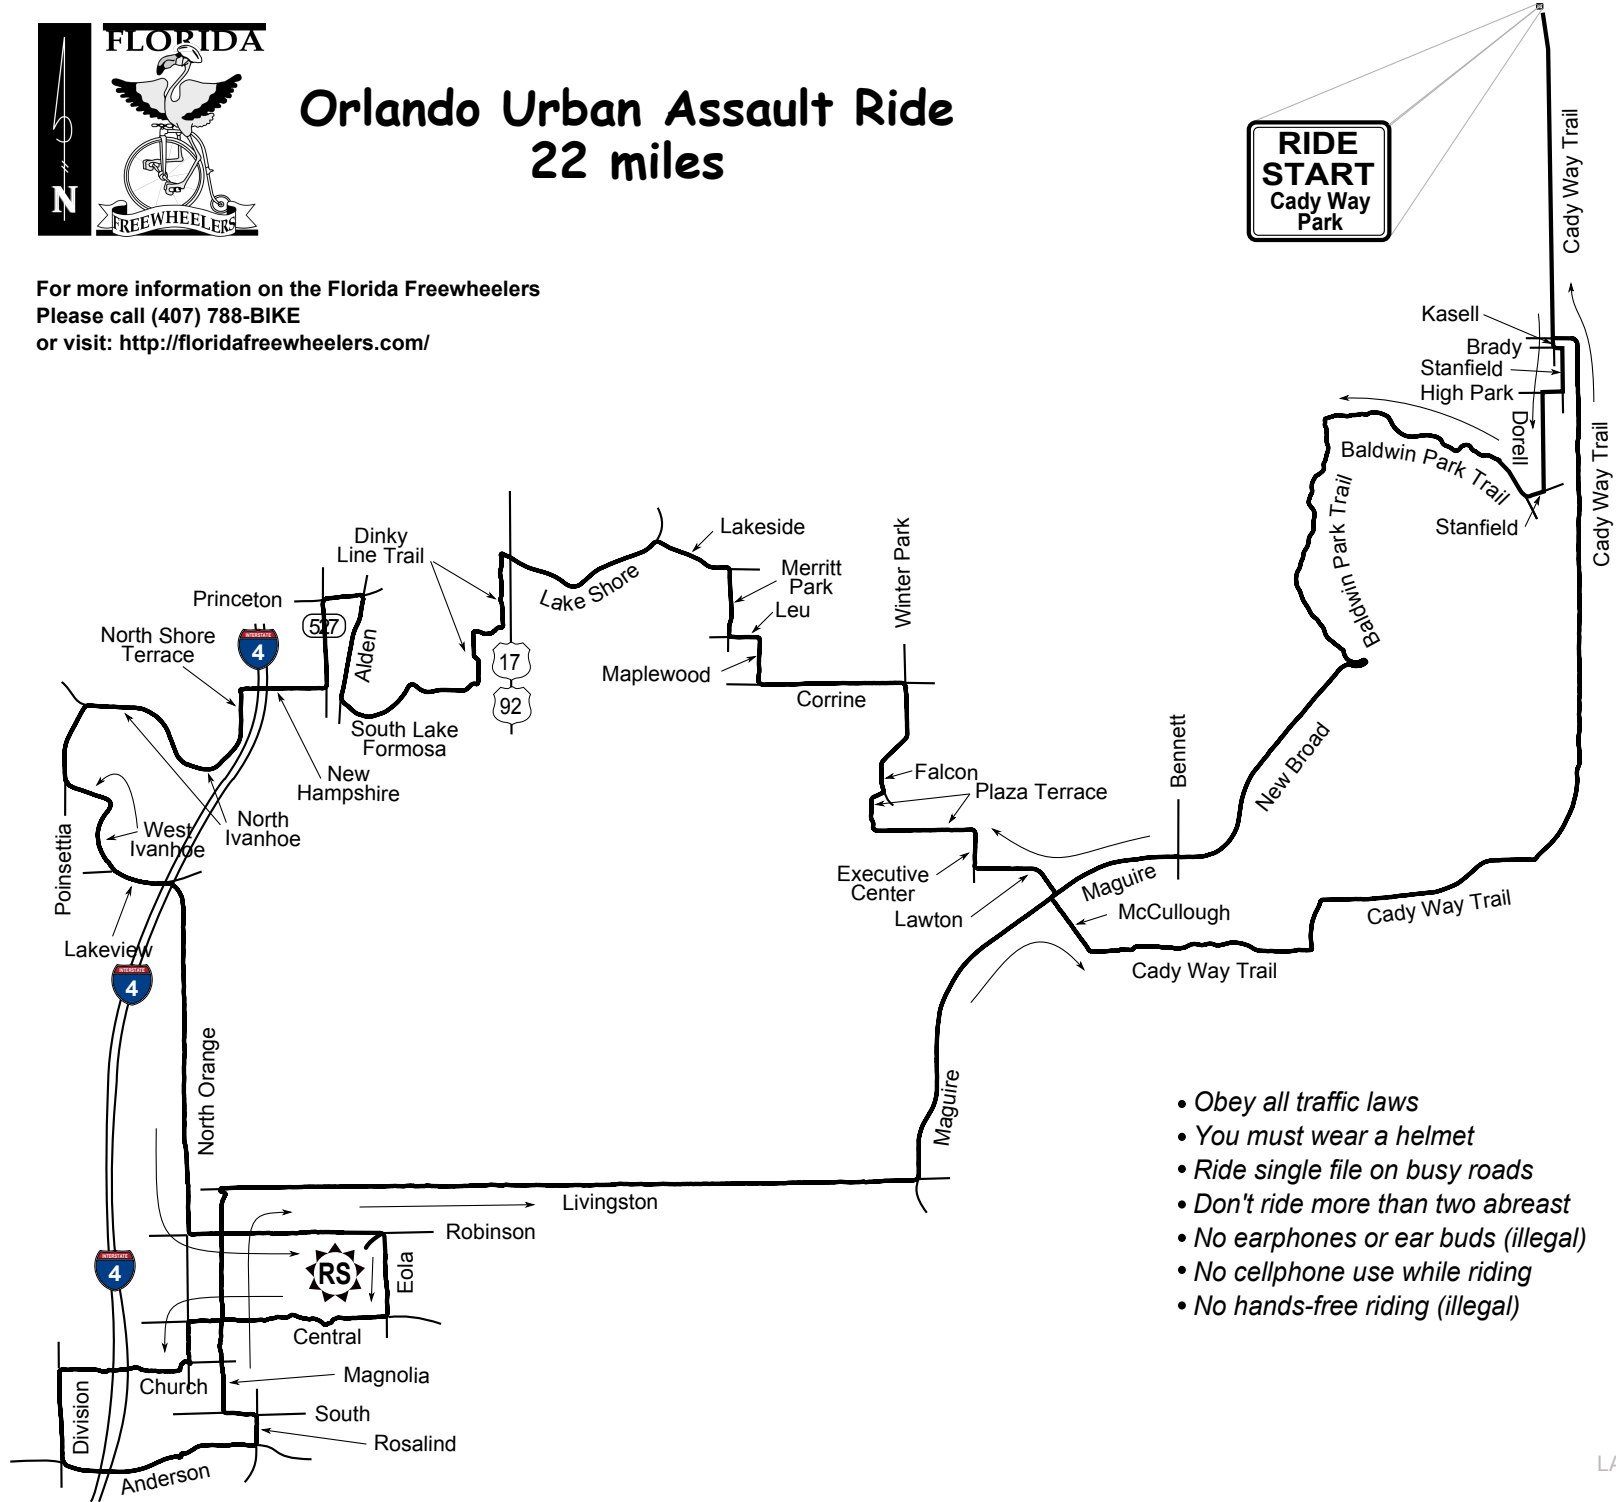 FLORIDA
FREEWHEELERS
N
Orlando Urban Assault Ride
22 miles
RIDE
START
Cady Way
Park
Cady Way Trail
For more information on the Florida Freewheelers
Please call (407) 788-BIKE
or visit: http://floridafreewheelers.com/
Kasell
Brady
Stanfield
High Park
Dorell
Baldwin Park Trail
Stanfield
Cady Way Trail
Baldwin Park Trail
Baldwin Park Trail
Lakeside
Dinky
Line Trail
Lake Shore
Merritt
Park
Leu
Winter Park
Princeton
527
INTERSTATE
4
North Shore
Terrace
Alden
17
92
Maplewood
Corrine
South Lake
Formosa
New
Hampshire
North
Ivanhoe
West
Ivanhoe
Poinsettia
Lakeview
INTERSTATE
4
Falcon
Plaza Terrace
Bennett
New Broad
Executive
Center
Lawton
Maguire
McCullough
Cady Way Trail
Cady Way Trail
North Orange
Maguire
Livingston
Robinson
RS
Eola
INTERSTATE
4
Central
Church
Magnolia
Division
South
Rosalind
Anderson
• Obey all traffic laws
• You must wear a helmet
• Ride single file on busy roads
• Don't ride more than two abreast
• No earphones or ear buds (illegal)
• No cellphone use while riding
• No hands-free riding (illegal)